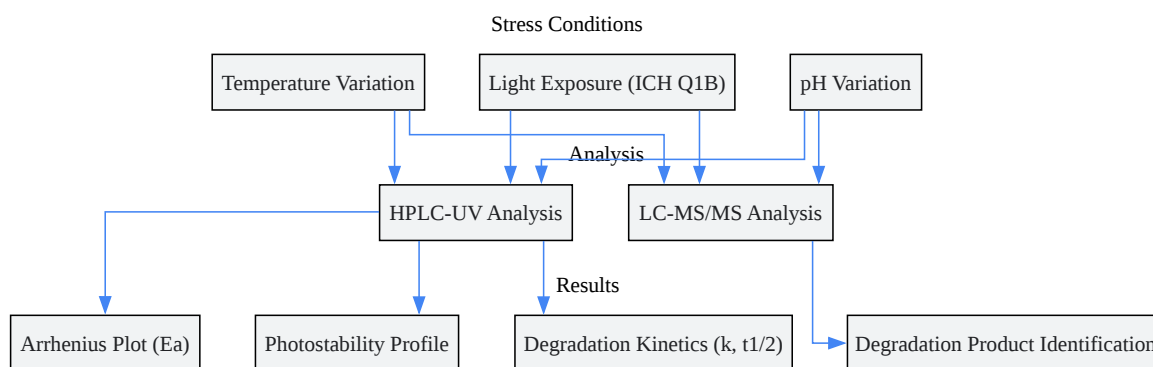 Stress Conditions
Temperature Variation
Light Exposure (ICH Q1B)
pH Variation
Analysis
HPLC-UV Analysis
LC-MS/MS Analysis
Results
Arrhenius Plot (Ea)
Photostability Profile
Degradation Kinetics (k, t1/2)
Degradation Product Identification